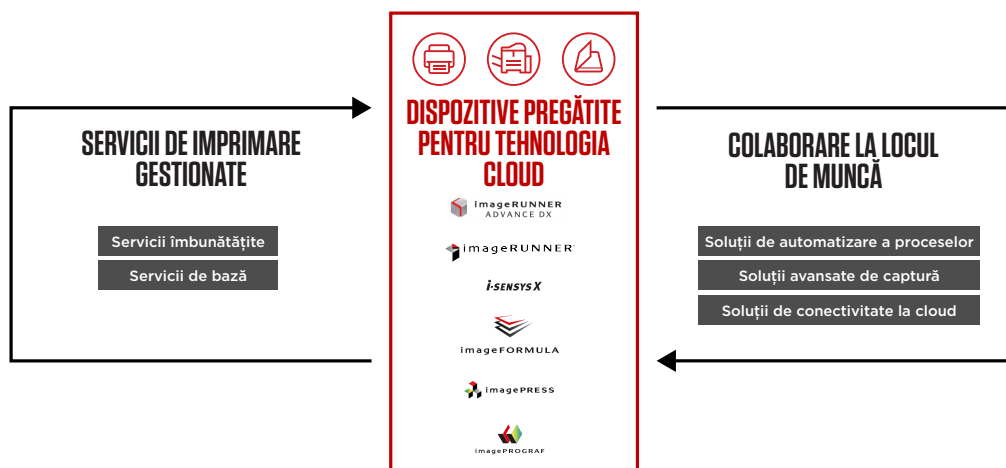 SERVICII DE IMPRIMARE
GESTIONATE
Servicii îmbunătățite
Servicii de bază
DISPOZITIVE PREGĂTITE
PENTRU TEHNOLOGIA
CLOUD
imageRUNNER
ADVANCE DX
imageRUNNER
i-SENSYS X
imageFORMULA
imagePRESS
imagePROGRAF
COLABORARE LA LOCUL
DE MUNCĂ
Soluții de automatizare a proceselor
Soluții avansate de captură
Soluții de conectivitate la cloud